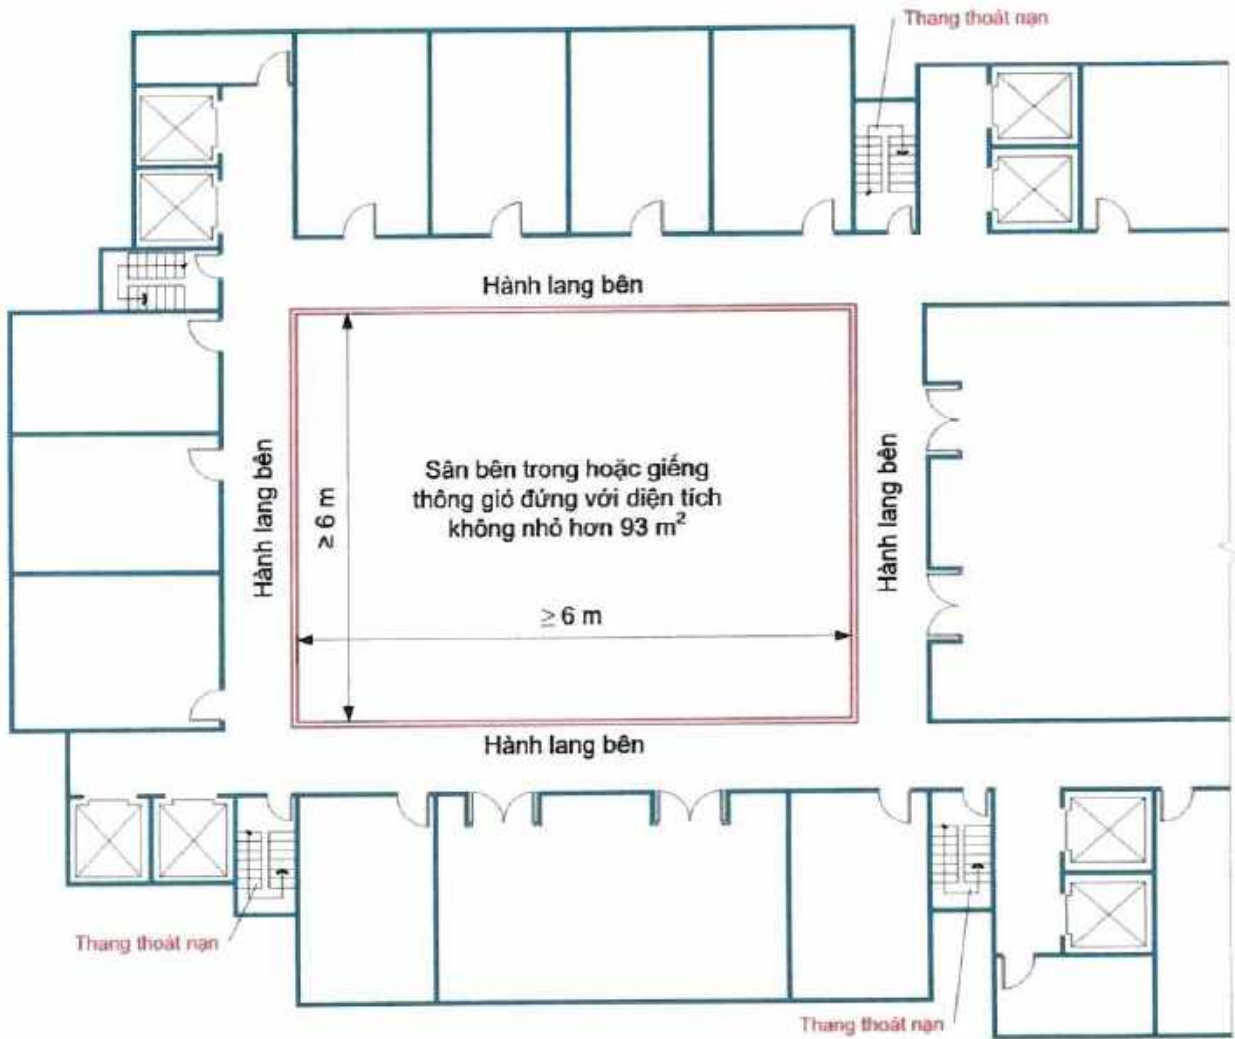 Thang thoát nạn
Hành lang bên
Hành lang bên
≥ 6 m
Sân bên trong hoặc giếng
thông gió đứng với diện tích
không nhỏ hơn 93 m²
≥ 6 m
Hành lang bên
Hành lang bên
Thang thoát nạn
Thang thoát nạn